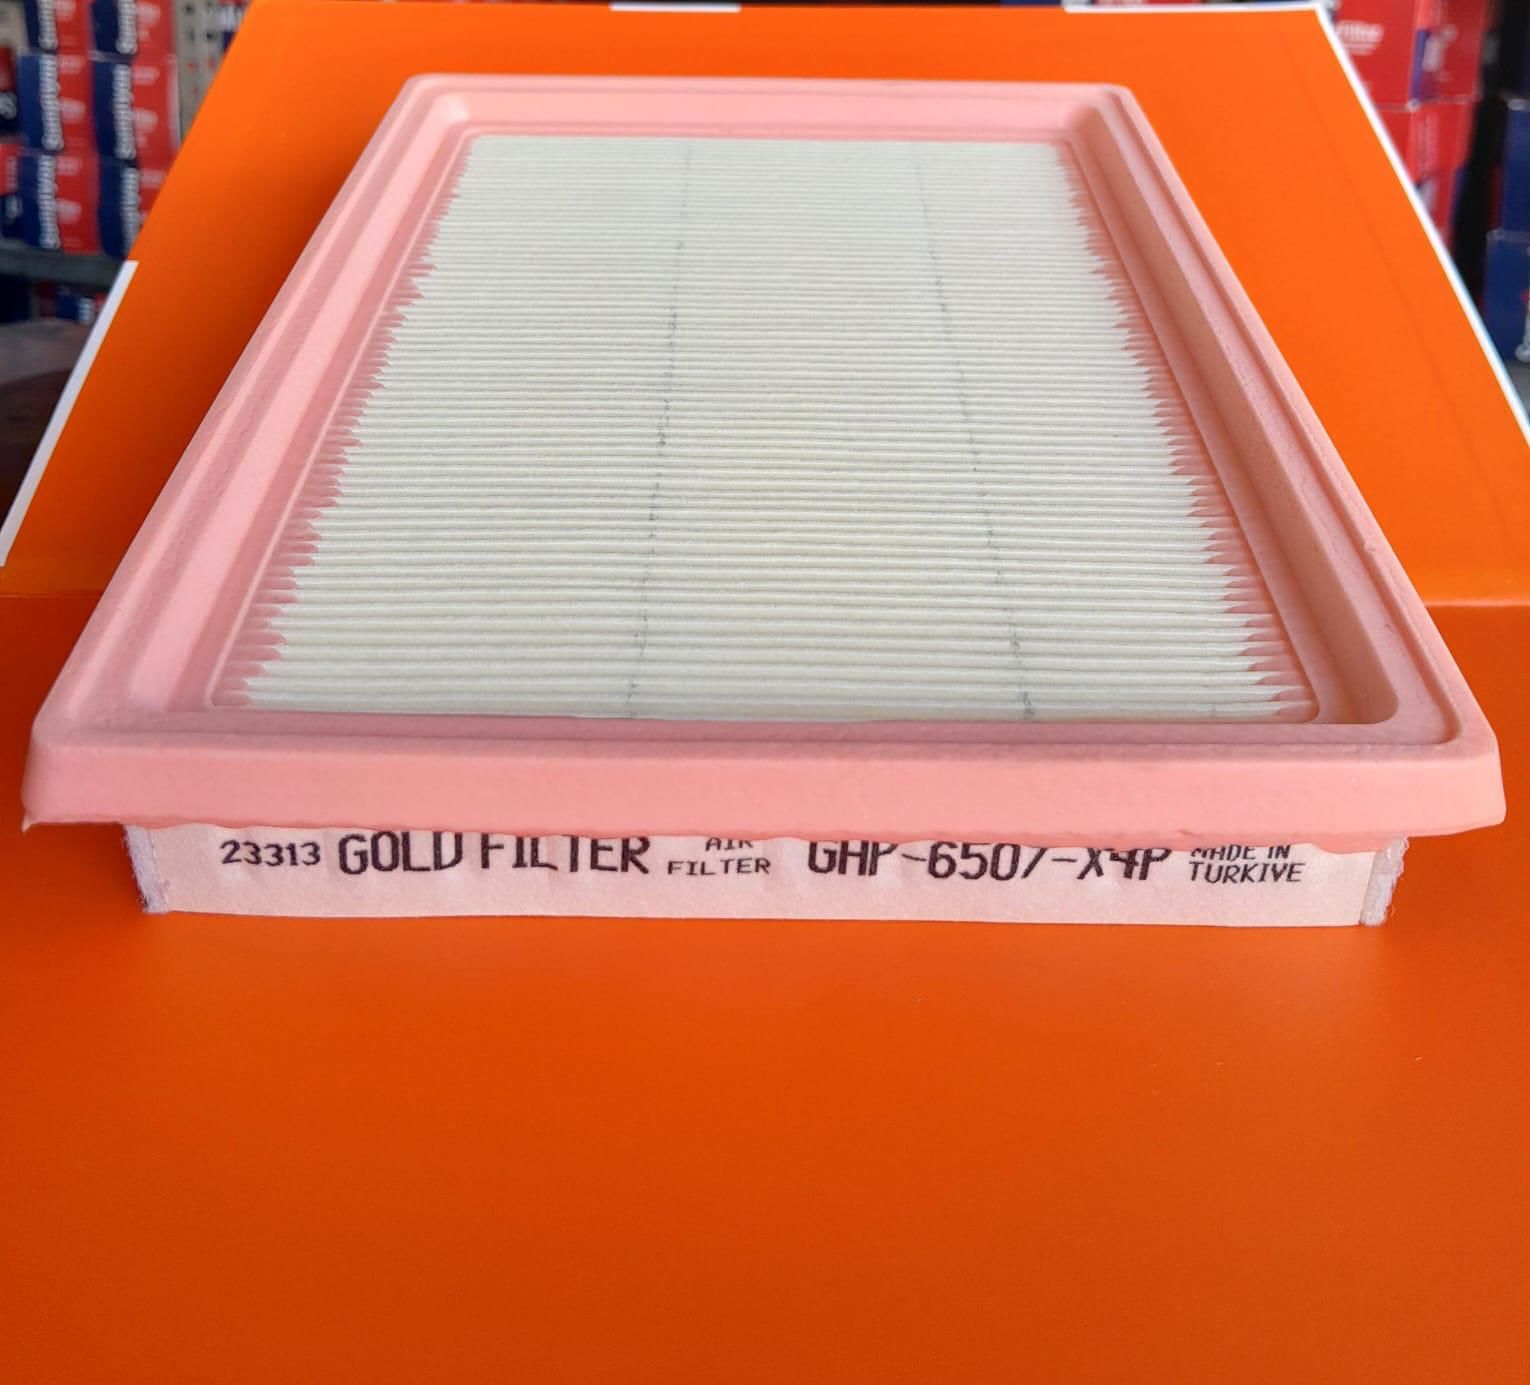 23313 GOLD FILTER AIR FILTER GHP-6507-X4P MADE IN TURKIYE